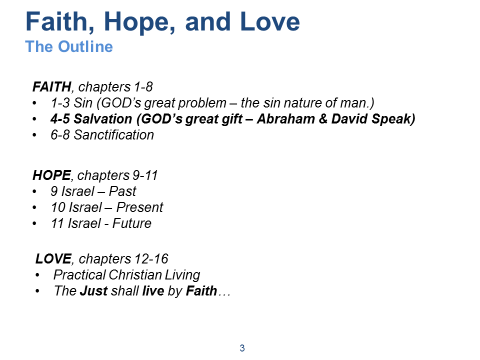 Faith, Hope, and Love
The Outline
FAITH, chapters 1-8
• 1-3 Sin (GOD's great problem – the sin nature of man.)
• 4-5 Salvation (GOD's great gift – Abraham & David Speak)
• 6-8 Sanctification
HOPE, chapters 9-11
• 9 Israel – Past
• 10 Israel – Present
• 11 Israel - Future
LOVE, chapters 12-16
• Practical Christian Living
• The Just shall live by Faith…
3